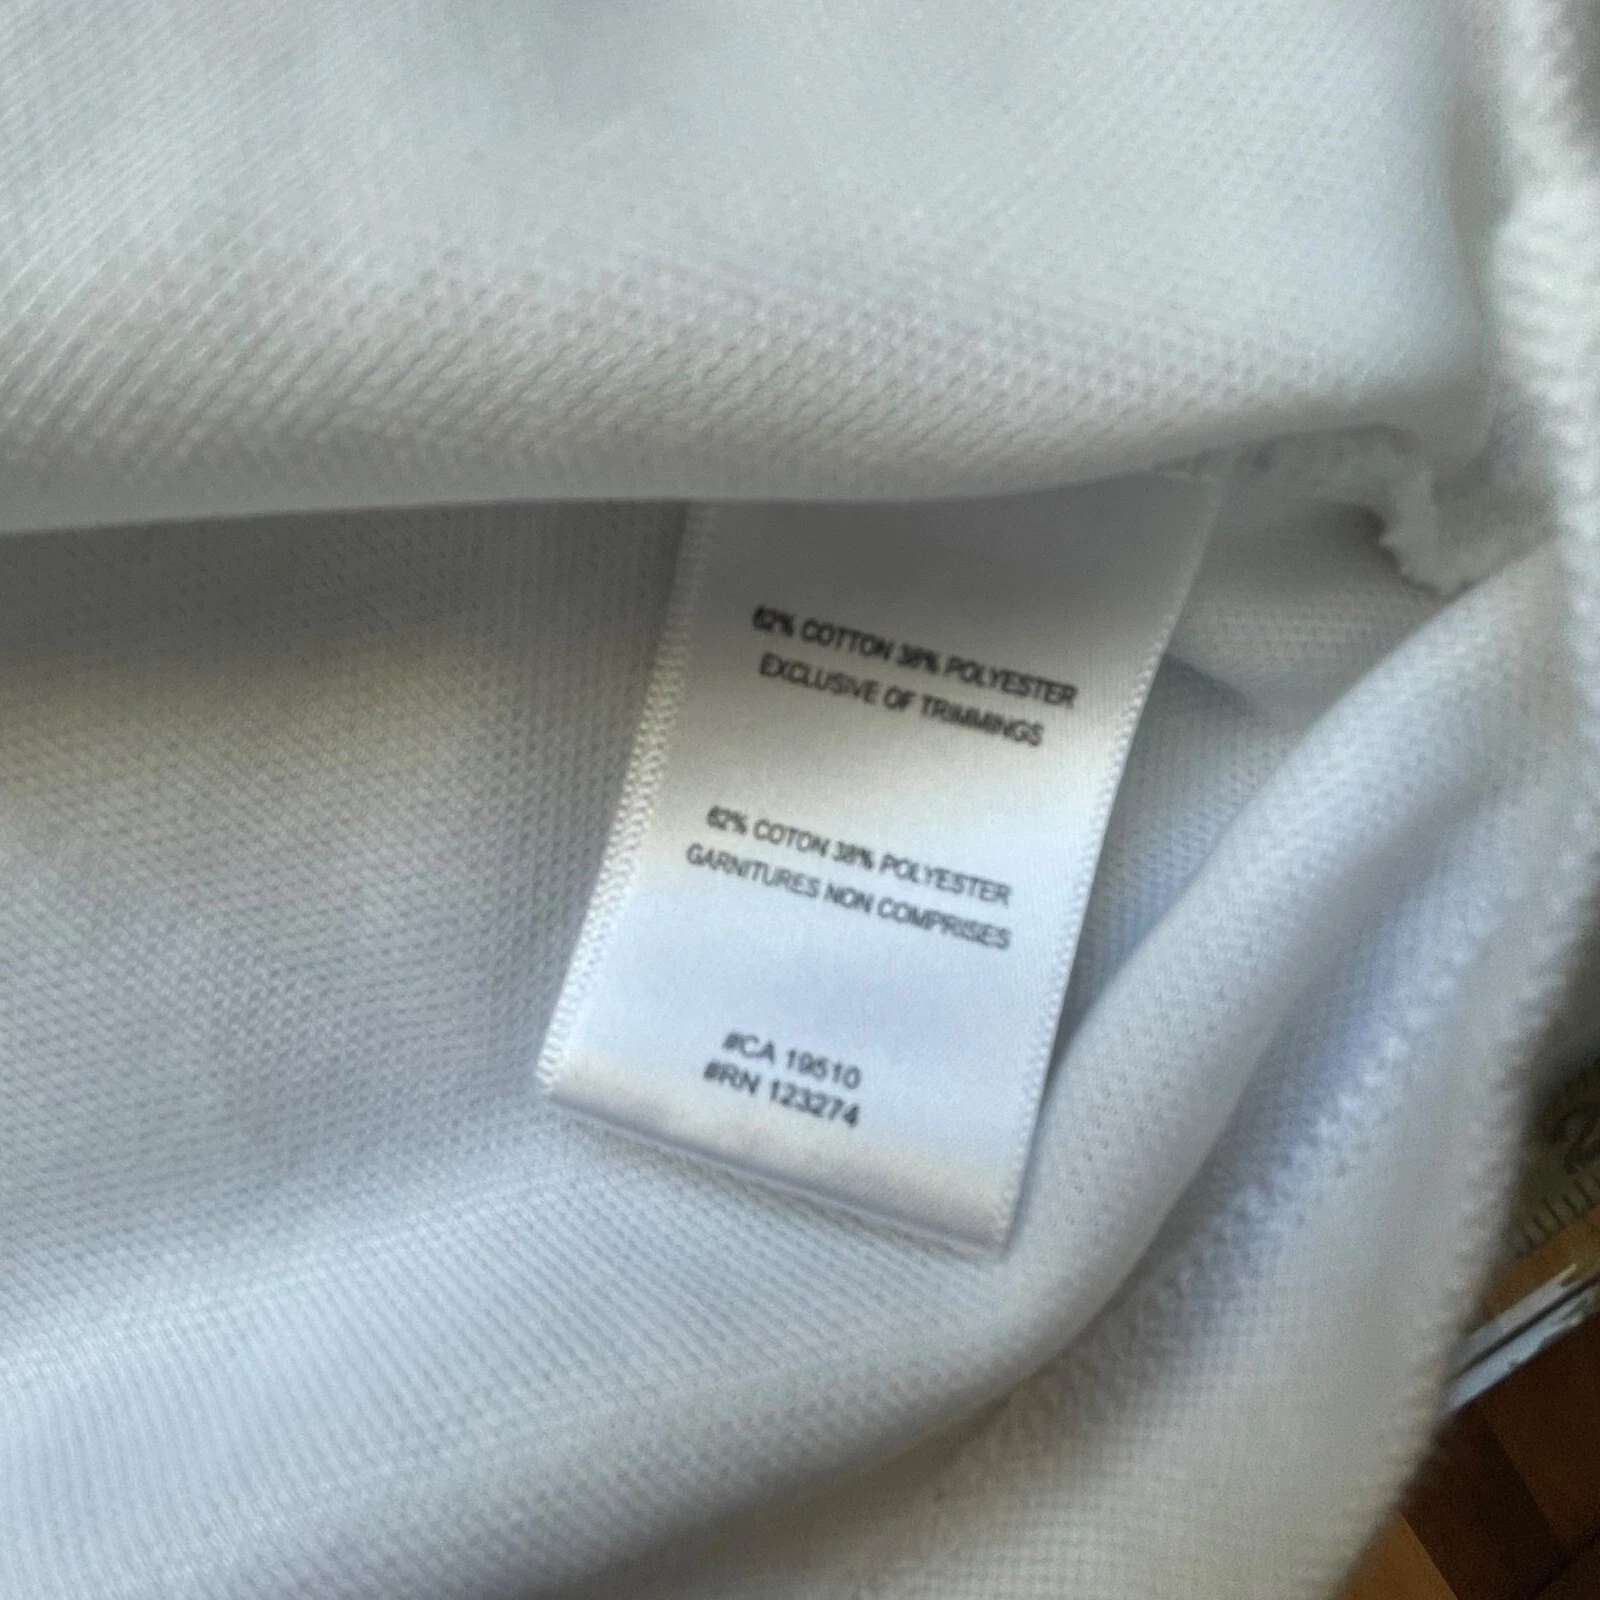 62% COTTON 38% POLYESTER
EXCLUSIVE OF TRIMMINGS
62% COTON 38% POLYESTER
GARNITURES NON COMPRISES
#CA 19510
#RN 123274